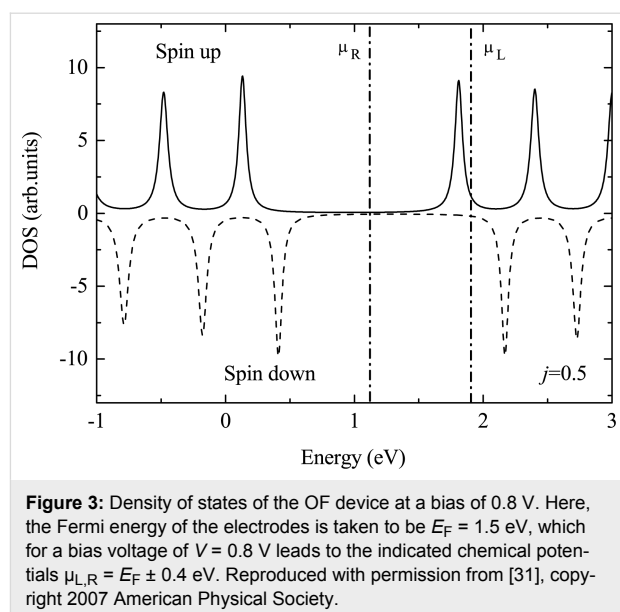 Spin up
μR
μL
10
5
0
-5
-10
DOS (arb.units)
Spin down
j=0.5
-1
0
1
2
3
Energy (eV)
Figure 3: Density of states of the OF device at a bias of 0.8 V. Here,
the Fermi energy of the electrodes is taken to be EF = 1.5 eV, which
for a bias voltage of V = 0.8 V leads to the indicated chemical poten-
tials μL,R = EF ± 0.4 eV. Reproduced with permission from [31], copy-
right 2007 American Physical Society.